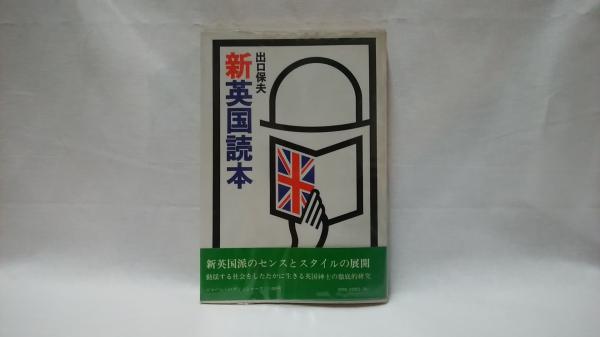 新英国読本
出口保夫
新英国派のセンスとスタイルの展開
動揺する社会をしたたかに生きる英国紳士の徹底的研究